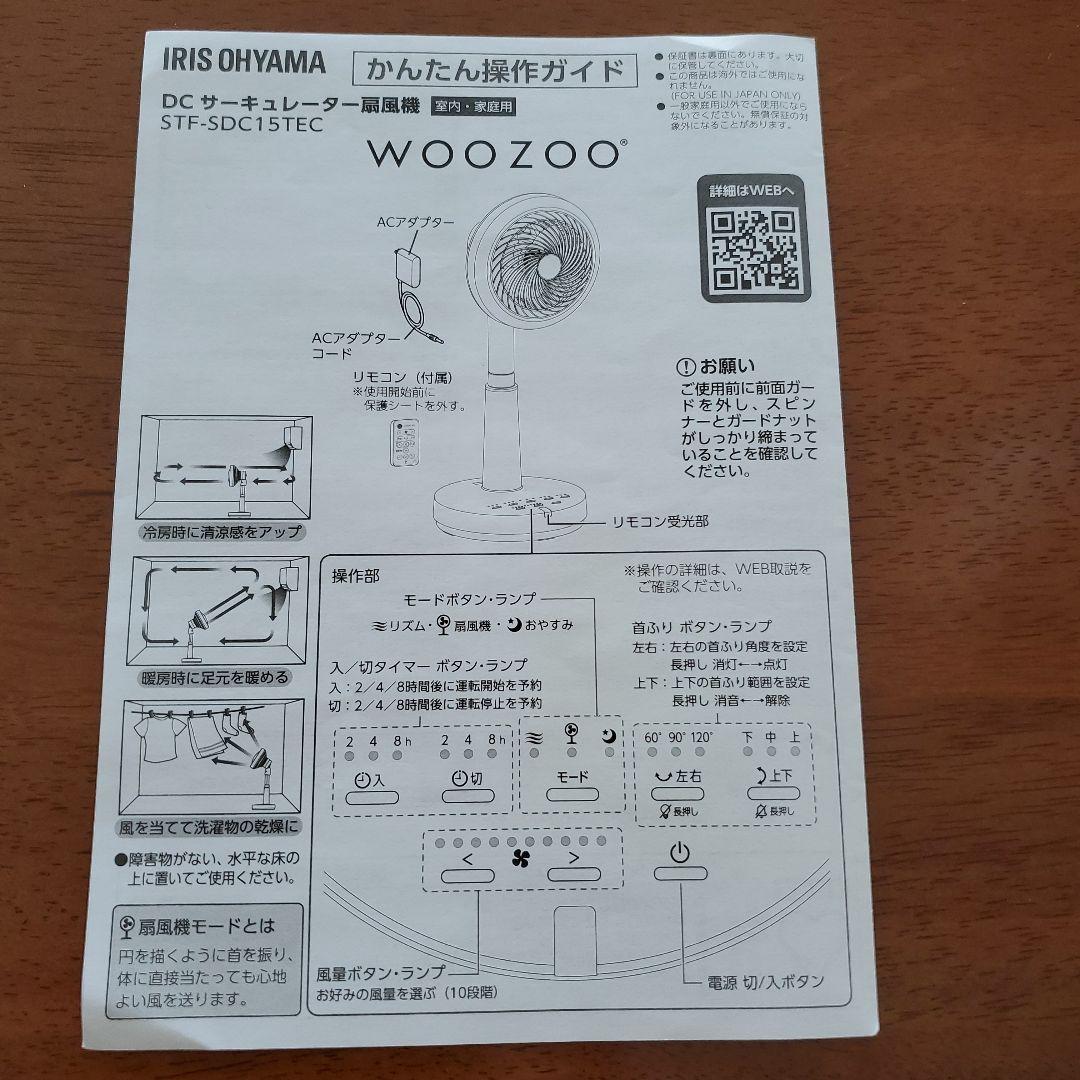 IRIS OHYAMA
かんたん操作ガイド
DC サーキュレーター扇風機 室内・家庭用
STF-SDC15TEC
WOOZOO®
● 保証書は裏面にあります。大切
に保管してください。
● この商品は海外ではご使用にな
れません。
(FOR USE IN JAPAN ONLY)
● 一般家庭用以外でご使用になら
ないでください。無償保証の対
象外になることがあります。
詳細はWEBへ
ACアダプター
ACアダプター
コード
リモコン（付属）
※使用開始前に
保護シートを外す。
お願い
ご使用前に前面ガー
ドを外し、スピン
ナーとガードナット
がしっかり締まって
いることを確認して
ください。
リモコン受光部
冷房時に清涼感をアップ
暖房時に足元を暖める
風を当てて洗濯物の乾燥に
●障害物がない、水平な床の
上に置いてご使用ください。
扇風機モードとは
円を描くように首を振り、
体に直接当たっても心地
よい風を送ります。
操作部
※操作の詳細は、WEB取説を
ご確認ください。
モードボタン・ランプ
リズム・扇風機・おやすみ
入／切タイマー ボタン・ランプ
入：2／4／8時間後に運転開始を予約
切：2／4／8時間後に運転停止を予約
首ふり ボタン・ランプ
左右：左右の首ふり角度を設定
長押し 消灯←→点灯
上下：上下の首ふり範囲を設定
長押し 消音←→解除
2 4 8h 2 4 8h
60° 90° 120° 下 中 上
入 切 モード 左右 上下
長押し 長押し
< >
風量ボタン・ランプ
お好みの風量を選ぶ（10段階）
電源 切/入ボタン